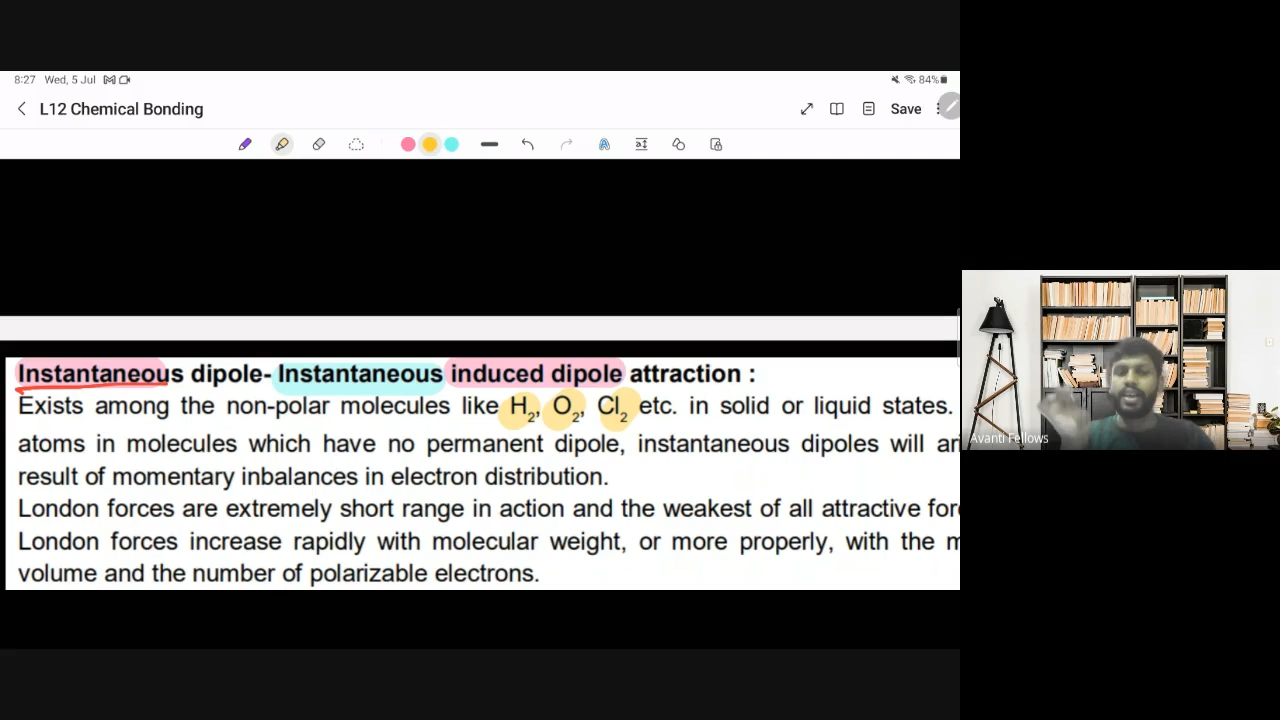 8:27 Wed, 5 Jul
84%
L12 Chemical Bonding
Save
Instantaneous dipole- Instantaneous induced dipole attraction :
Exists among the non-polar molecules like H2, O2, Cl2 etc. in solid or liquid states.
atoms in molecules which have no permanent dipole, instantaneous dipoles will
result of momentary inbalances in electron distribution.
London forces are extremely short range in action and the weakest of all attractive
London forces increase rapidly with molecular weight, or more properly, with the
volume and the number of polarizable electrons.
Avanti Fellows